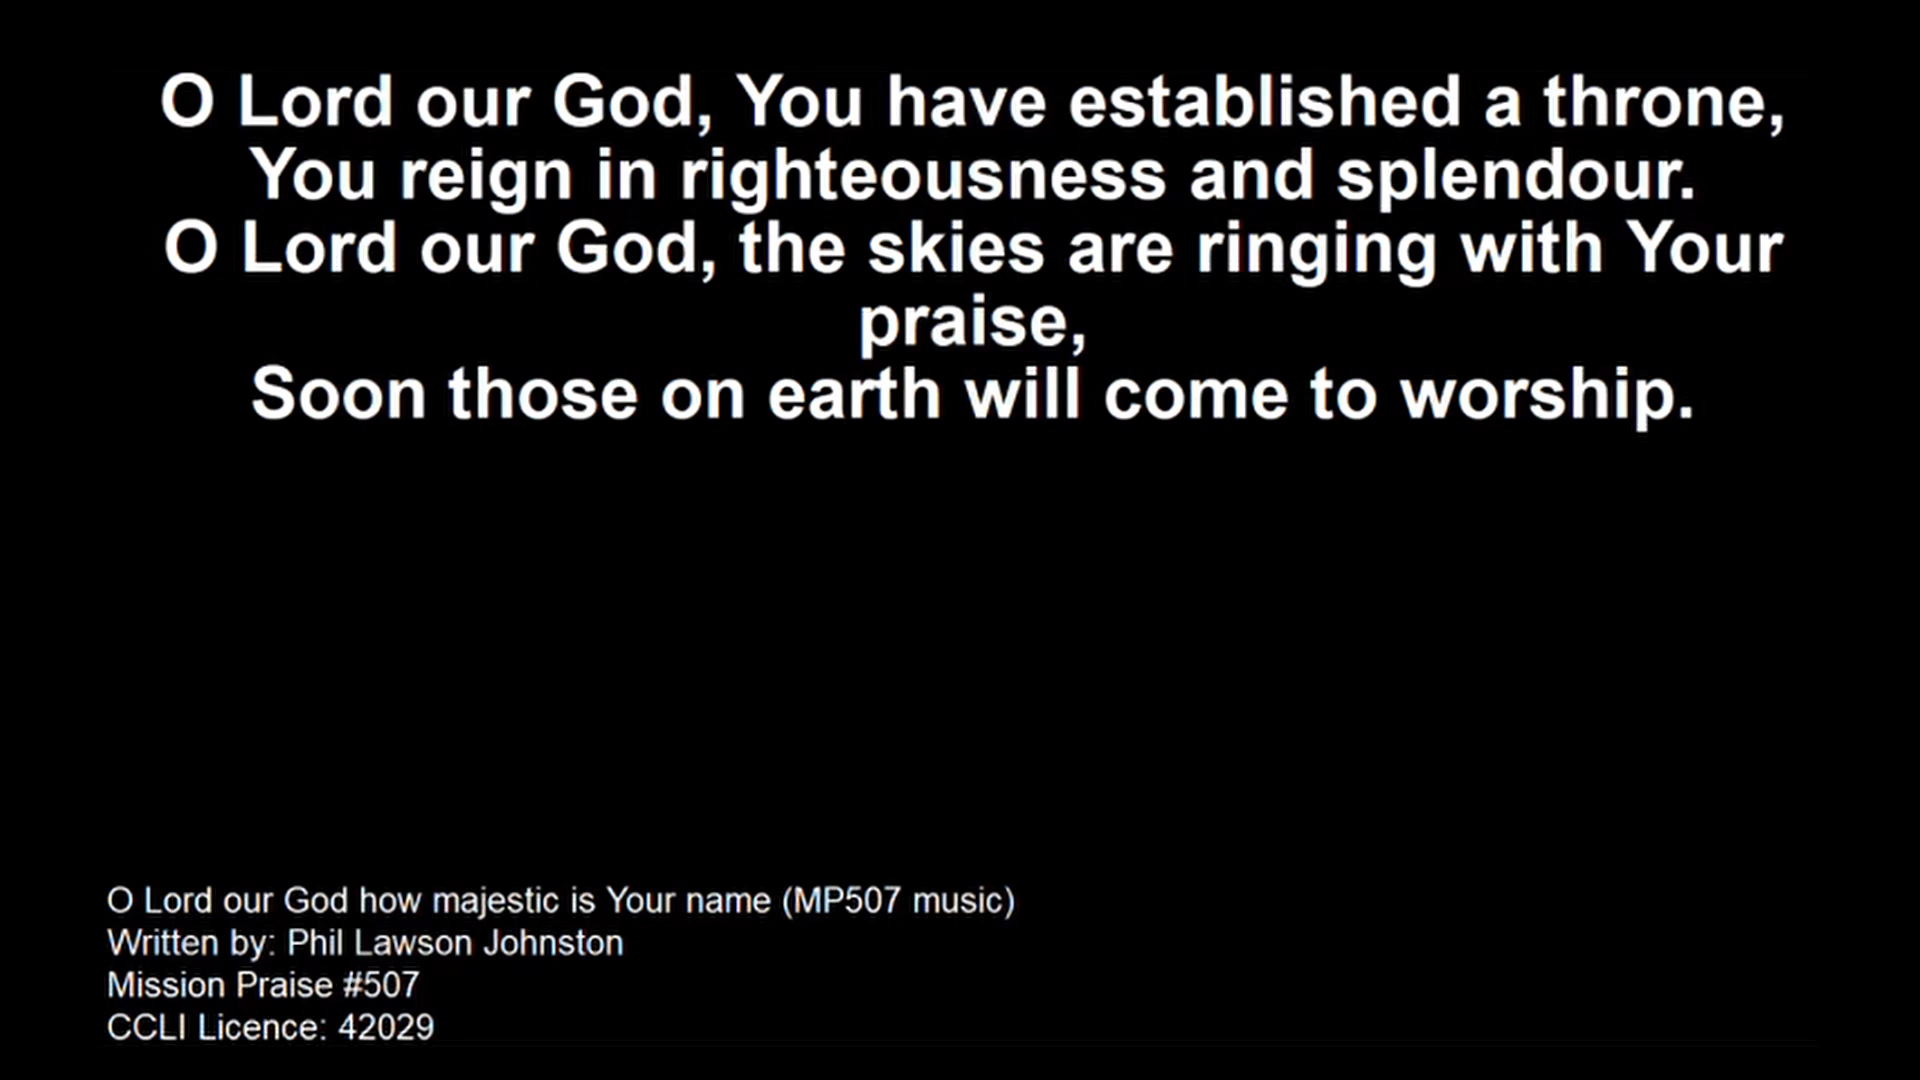 O Lord our God, You have established a throne,
You reign in righteousness and splendour.
O Lord our God, the skies are ringing with Your
praise,
Soon those on earth will come to worship.
O Lord our God how majestic is Your name (MP507 music)
Written by: Phil Lawson Johnston
Mission Praise #507
CCLI Licence: 42029